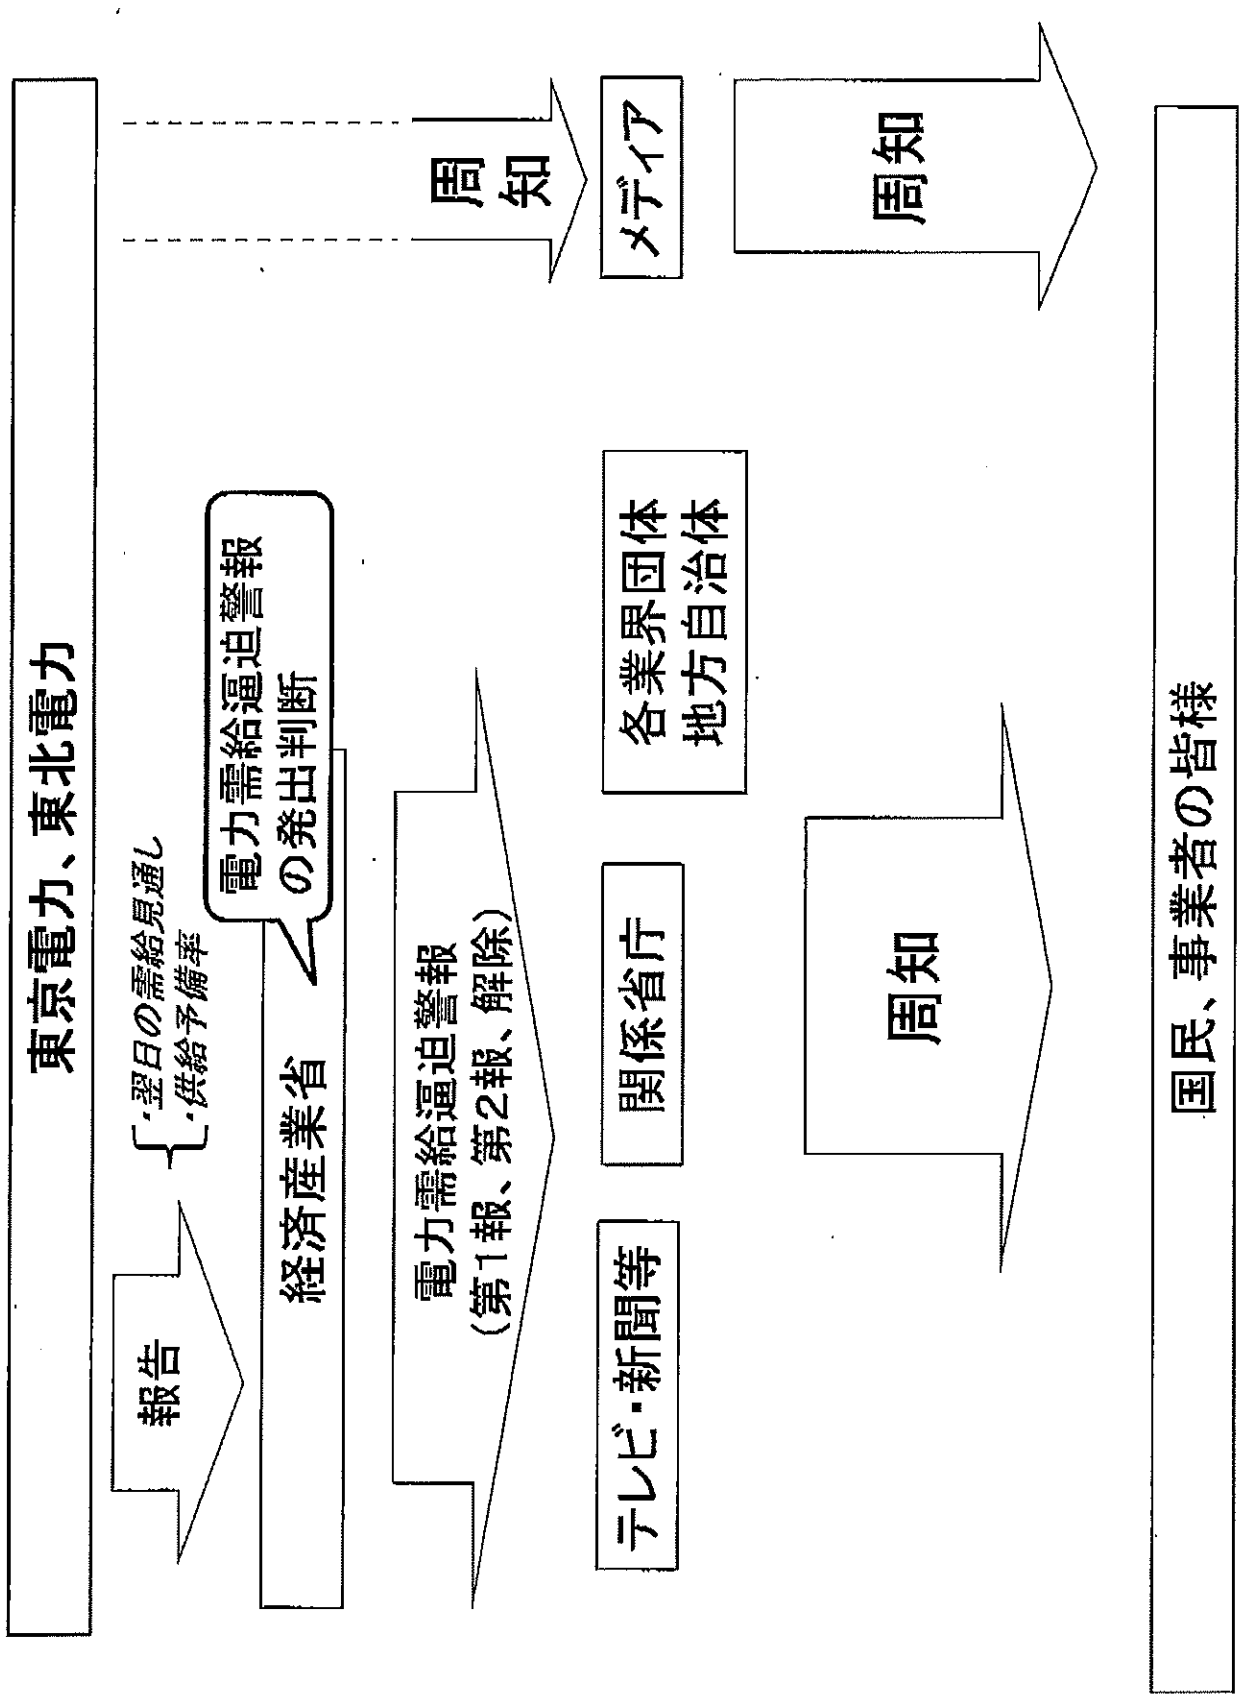 東京電力、東北電力
報告
・翌日の需給見通し
・供給予備率
経済産業省
電力需給逼迫警報
の発出判断
電力需給逼迫警報
(第1報、第2報、解除)
周
知
テレビ・新聞等
関係省庁
各業界団体
地方自治体
メディア
周知
周知
国民、事業者の皆様